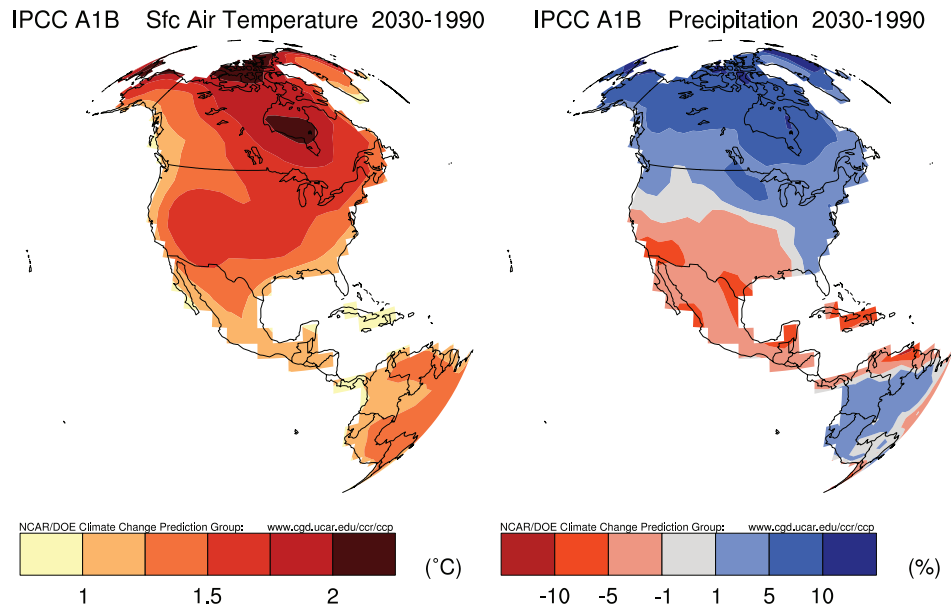 IPCC A1B Sfc Air Temperature 2030-1990
IPCC A1B Precipitation 2030-1990
NCAR/DOE Climate Change Prediction Group: www.cgd.ucar.edu/ccr/ccp
1 1.5 2 (°C)
NCAR/DOE Climate Change Prediction Group: www.cgd.ucar.edu/ccr/ccp
-10 -5 -1 1 5 10 (%)